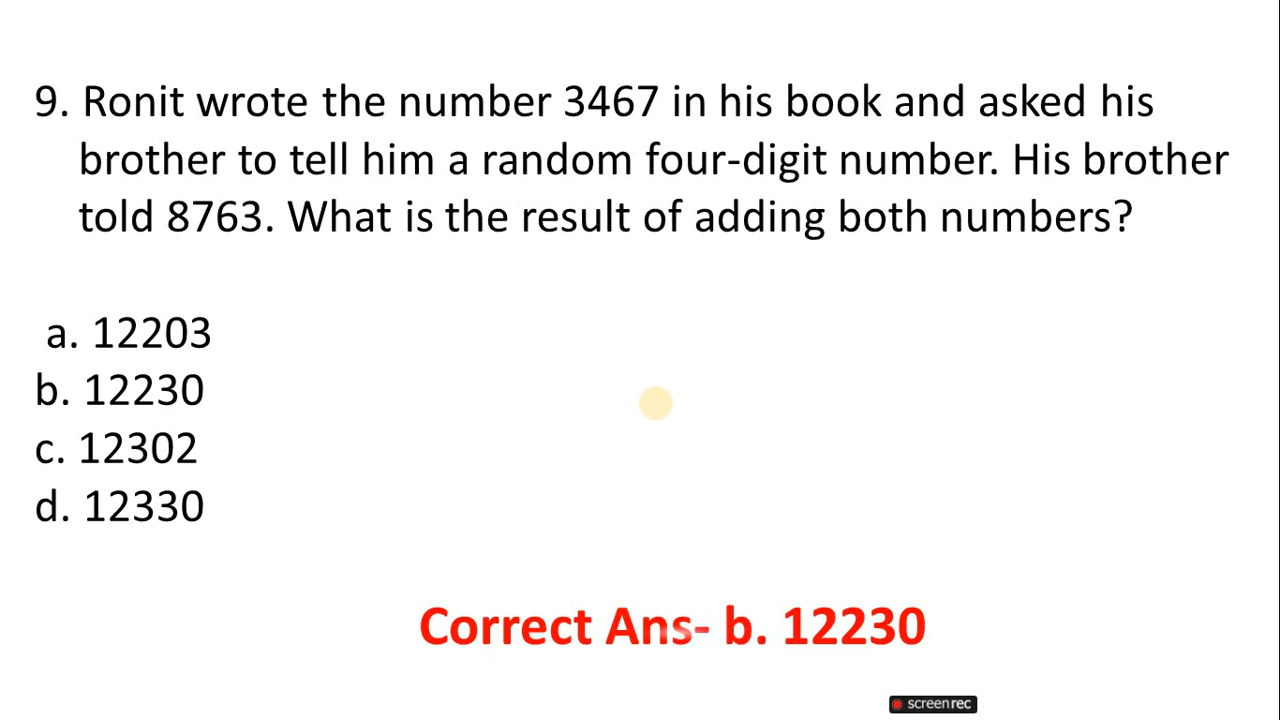 9. Ronit wrote the number 3467 in his book and asked his
brother to tell him a random four-digit number. His brother
told 8763. What is the result of adding both numbers?
a. 12203
b. 12230
c. 12302
d. 12330
Correct Ans- b. 12230
screenrec